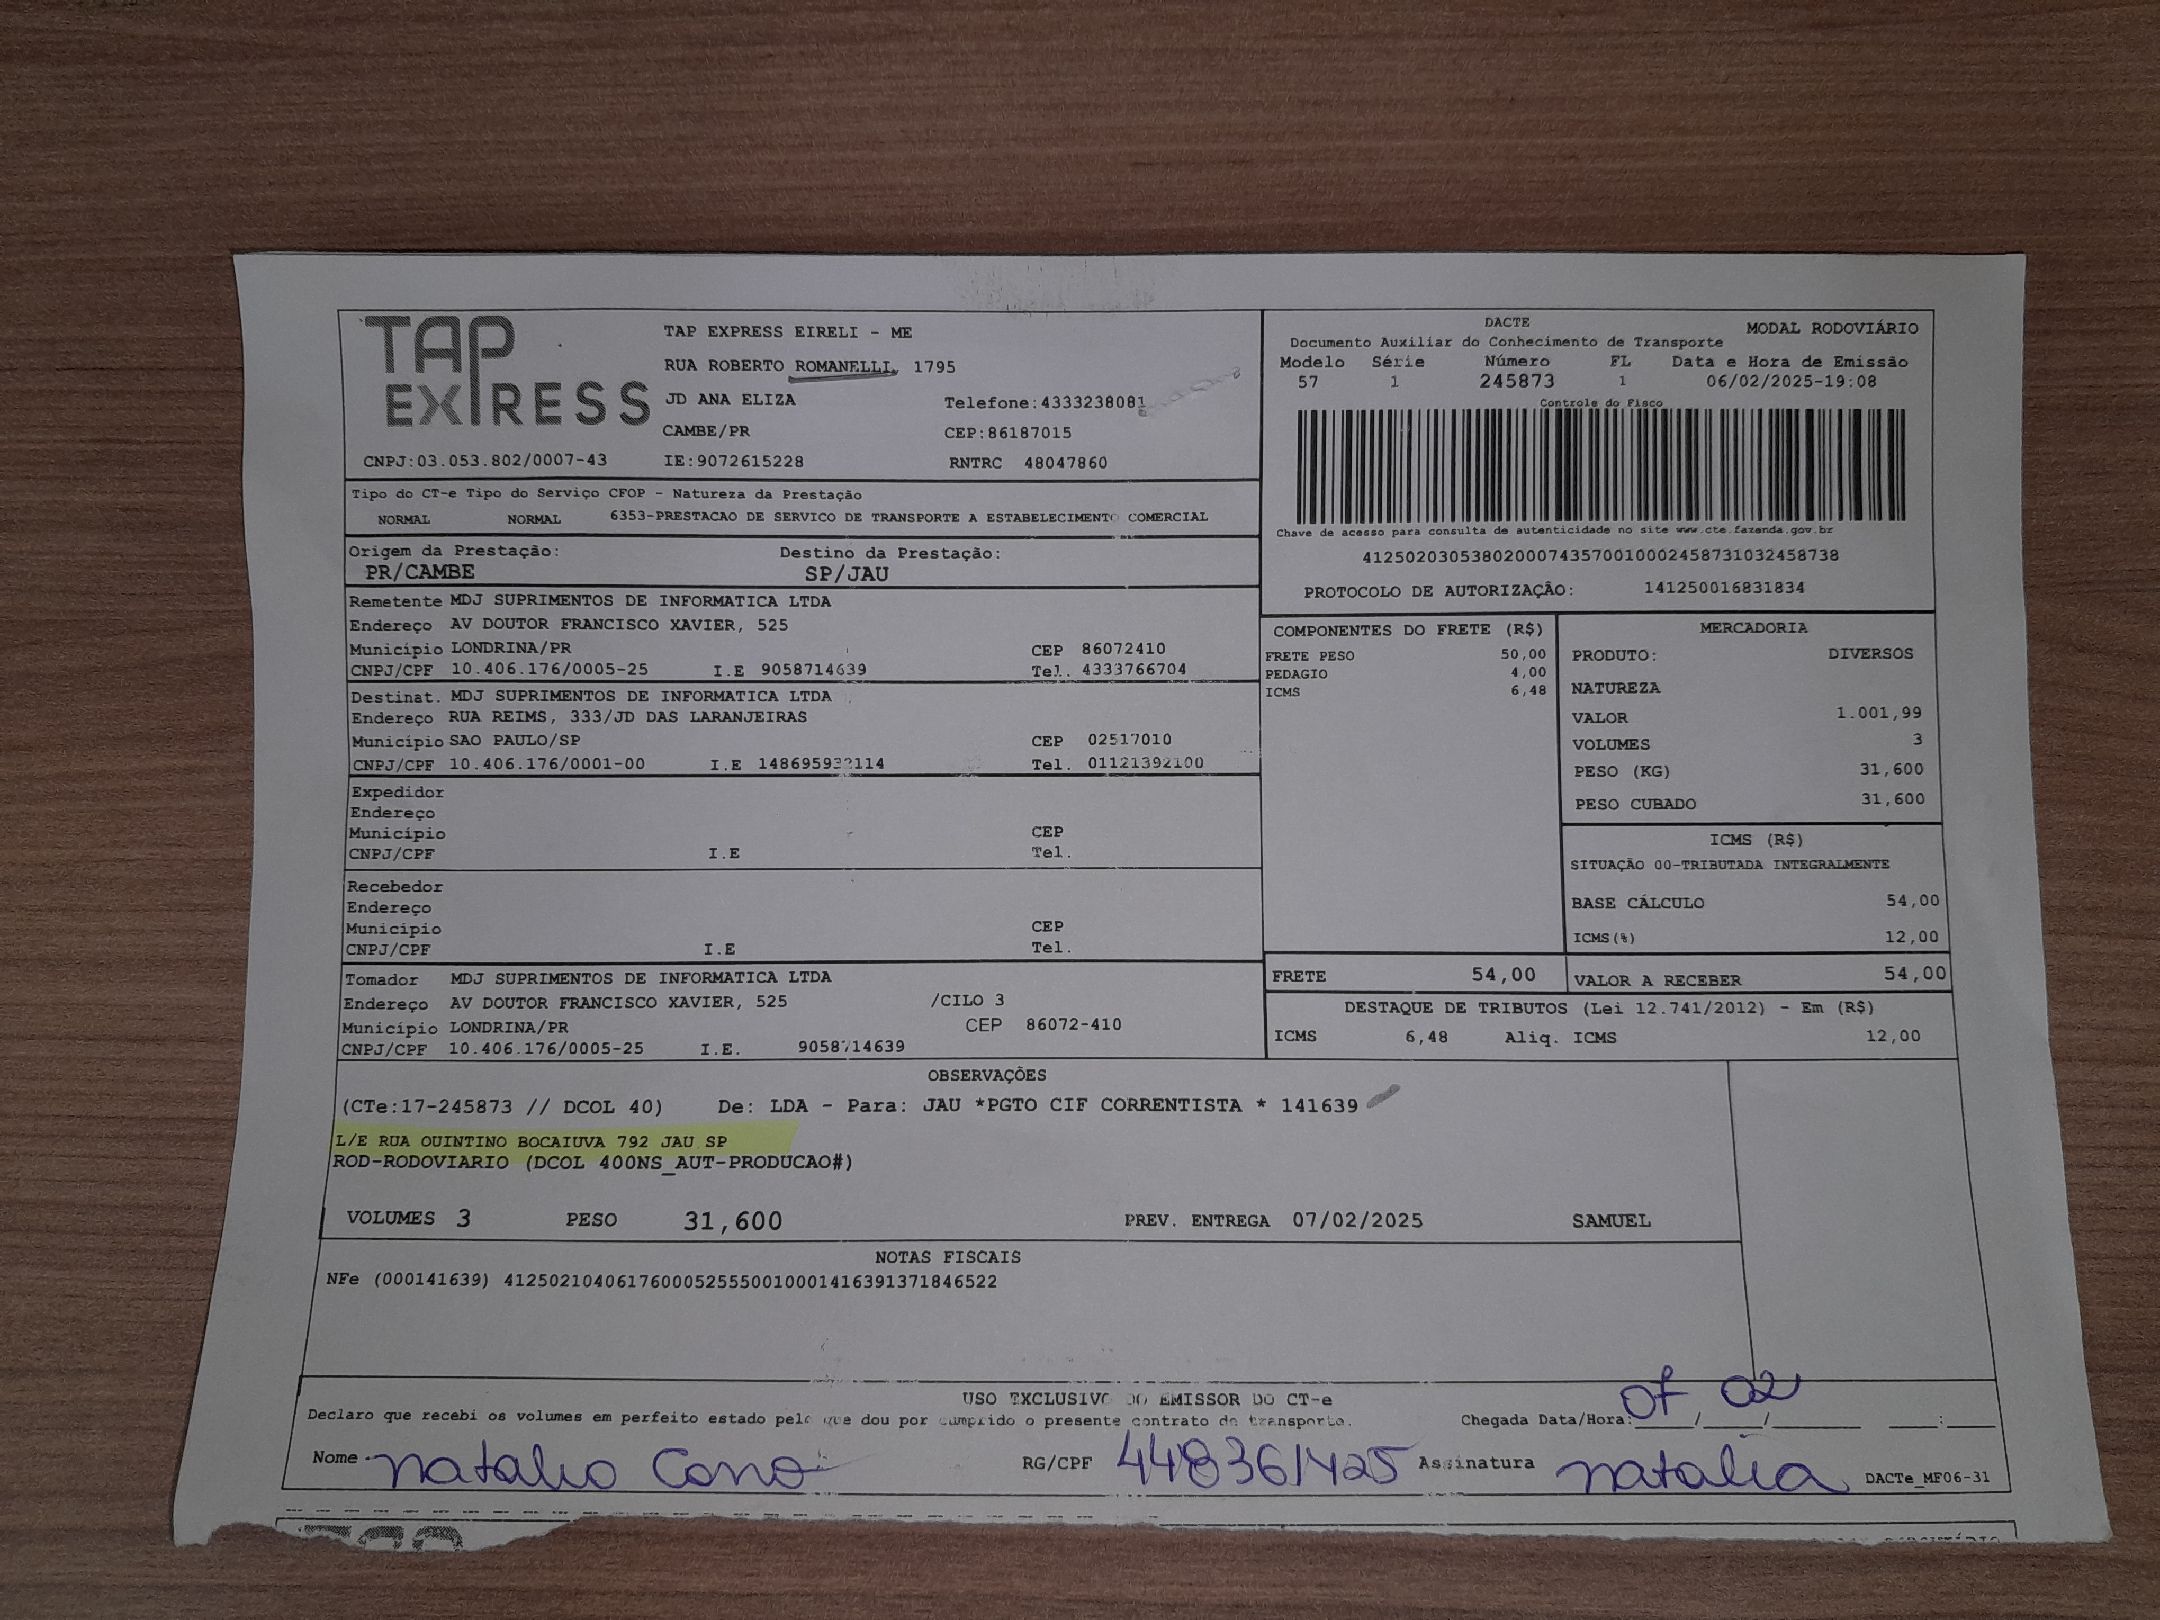 TAP
EXPRESS
TAP EXPRESS EIRELI - ME
RUA ROBERTO ROMANELLI, 1795
JD ANA ELIZA
Telefone:4333238081
CAMBE/PR
CEP:86187015
CNPJ:03.053.802/0007-43
IE:9072615228
RNTRC 48047860
DACTE
MODAL RODOVIÁRIO
Documento Auxiliar do Conhecimento de Transporte
Modelo Série Número FL Data e Hora de Emissão
57 1 245873 1 06/02/2025-19:08
Controle do Fisco
Chave de acesso para consulta de autenticidade no site www.cte.fazenda.gov.br
41250203053802000743570010002458731032458738
PROTOCOLO DE AUTORIZAÇÃO: 141250016831834
Tipo do CT-e Tipo do Serviço CFOP - Natureza da Prestação
NORMAL NORMAL 6353-PRESTACAO DE SERVICO DE TRANSPORTE A ESTABELECIMENTO COMERCIAL
Origem da Prestação: Destino da Prestação:
PR/CAMBE SP/JAU
Remetente MDJ SUPRIMENTOS DE INFORMATICA LTDA
Endereço AV DOUTOR FRANCISCO XAVIER, 525
Município LONDRINA/PR CEP 86072410
CNPJ/CPF 10.406.176/0005-25 I.E 9058714639 Tel. 4333766704
Destinat. MDJ SUPRIMENTOS DE INFORMATICA LTDA
Endereço RUA REIMS, 333/JD DAS LARANJEIRAS
Município SAO PAULO/SP CEP 02517010
CNPJ/CPF 10.406.176/0001-00 I.E Tel. 01121392100
Expedidor
Endereço
Município CEP
CNPJ/CPF I.E Tel.
Recebedor
Endereço
Município CEP
CNPJ/CPF I.E Tel.
Tomador MDJ SUPRIMENTOS DE INFORMATICA LTDA
Endereço AV DOUTOR FRANCISCO XAVIER, 525 /CILO 3
Município LONDRINA/PR CEP 86072-410
CNPJ/CPF 10.406.176/0005-25 I.E. 9058714639
COMPONENTES DO FRETE (R$)
FRETE PESO 50,00
PEDAGIO 4,00
ICMS 6,48
MERCADORIA
PRODUTO: DIVERSOS
NATUREZA
VALOR 1.001,99
VOLUMES 3
PESO (KG) 31,600
PESO CUBADO 31,600
ICMS (R$)
SITUAÇÃO 00-TRIBUTADA INTEGRALMENTE
BASE CÁLCULO 54,00
ICMS(%) 12,00
FRETE 54,00
VALOR A RECEBER 54,00
DESTAQUE DE TRIBUTOS (Lei 12.741/2012) - Em (R$)
ICMS 6,48 Aliq. ICMS 12,00
OBSERVAÇÕES
(CTe:17-245873 // DCOL 40) De: LDA - Para: JAU *PGTO CIF CORRENTISTA * 141639
L/E RUA QUINTINO BOCAIUVA 792 JAU SP
ROD-RODOVIARIO (DCOL 400NS_AUT-PRODUCAO#)
VOLUMES 3 PESO 31,600 PREV. ENTREGA 07/02/2025 SAMUEL
NOTAS FISCAIS
NFe (000141639) 41250210406176000525550010001416391371846522
USO EXCLUSIVO DO EMISSOR DO CT-e
Declaro que recebi os volumes em perfeito estado pelo que dou por cumprido o presente contrato de transporte. Chegada Data/Hora: 07 / 02 / :
Nome RG/CPF Assinatura natalia DACTe_MF06-31